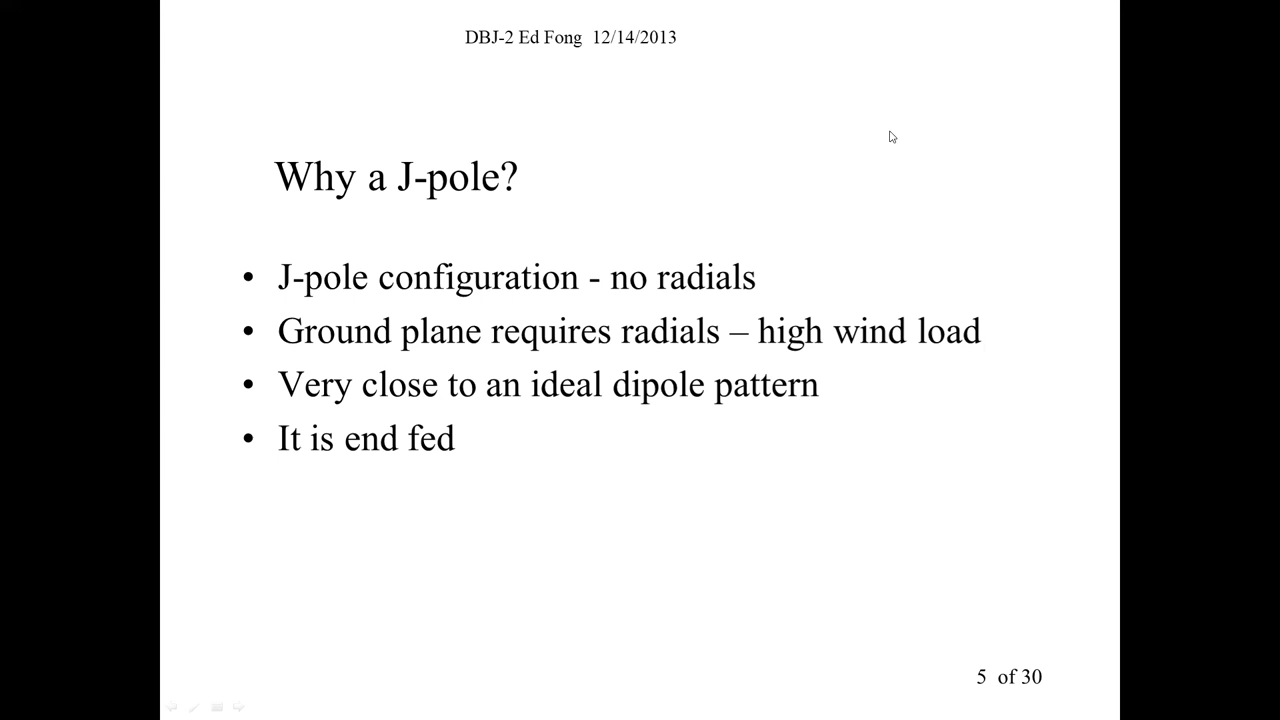 DBJ-2 Ed Fong 12/14/2013
Why a J-pole?
• J-pole configuration - no radials
• Ground plane requires radials – high wind load
• Very close to an ideal dipole pattern
• It is end fed
5 of 30